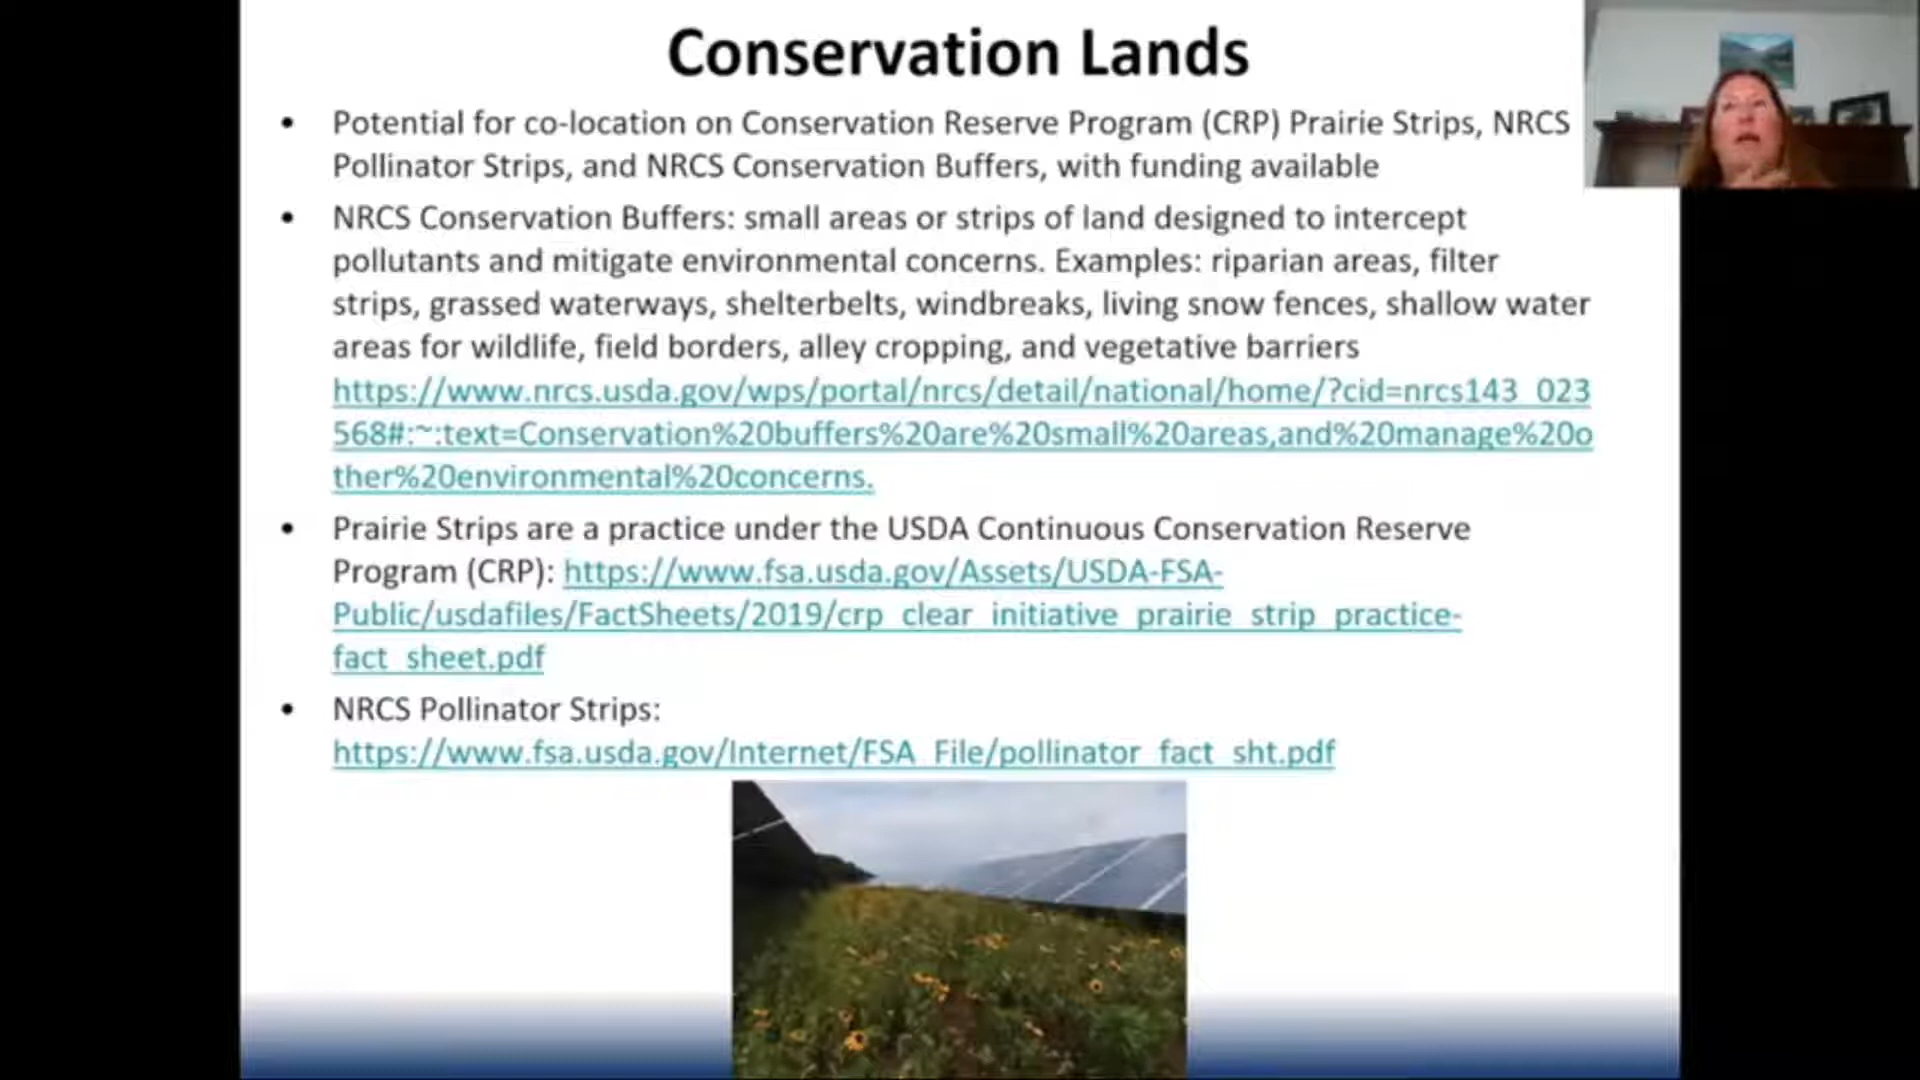 Conservation Lands
• Potential for co-location on Conservation Reserve Program (CRP) Prairie Strips, NRCS
Pollinator Strips, and NRCS Conservation Buffers, with funding available
• NRCS Conservation Buffers: small areas or strips of land designed to intercept
pollutants and mitigate environmental concerns. Examples: riparian areas, filter
strips, grassed waterways, shelterbelts, windbreaks, living snow fences, shallow water
areas for wildlife, field borders, alley cropping, and vegetative barriers
https://www.nrcs.usda.gov/wps/portal/nrcs/detail/national/home/?cid=nrcs143_023
568#:~:text=Conservation%20buffers%20are%20small%20areas,and%20manage%20o
ther%20environmental%20concerns.
• Prairie Strips are a practice under the USDA Continuous Conservation Reserve
Program (CRP): https://www.fsa.usda.gov/Assets/USDA-FSA-
Public/usdafiles/FactSheets/2019/crp_clear_initiative_prairie_strip_practice-
fact_sheet.pdf
• NRCS Pollinator Strips:
https://www.fsa.usda.gov/Internet/FSA_File/pollinator_fact_sht.pdf